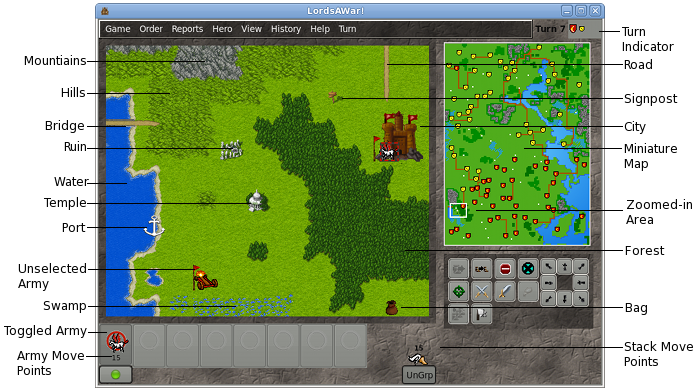 LordsAWar!
Game Order Reports Hero View History Help Turn
Turn 7
Mountains
Hills
Bridge
Ruin
Water
Temple
Port
Unselected
Army
Swamp
Toggled Army
Army Move
Points
15
15
UnGrp
Turn
Indicator
Road
Signpost
City
Miniature
Map
Zoomed-in
Area
Forest
Bag
Stack Move
Points